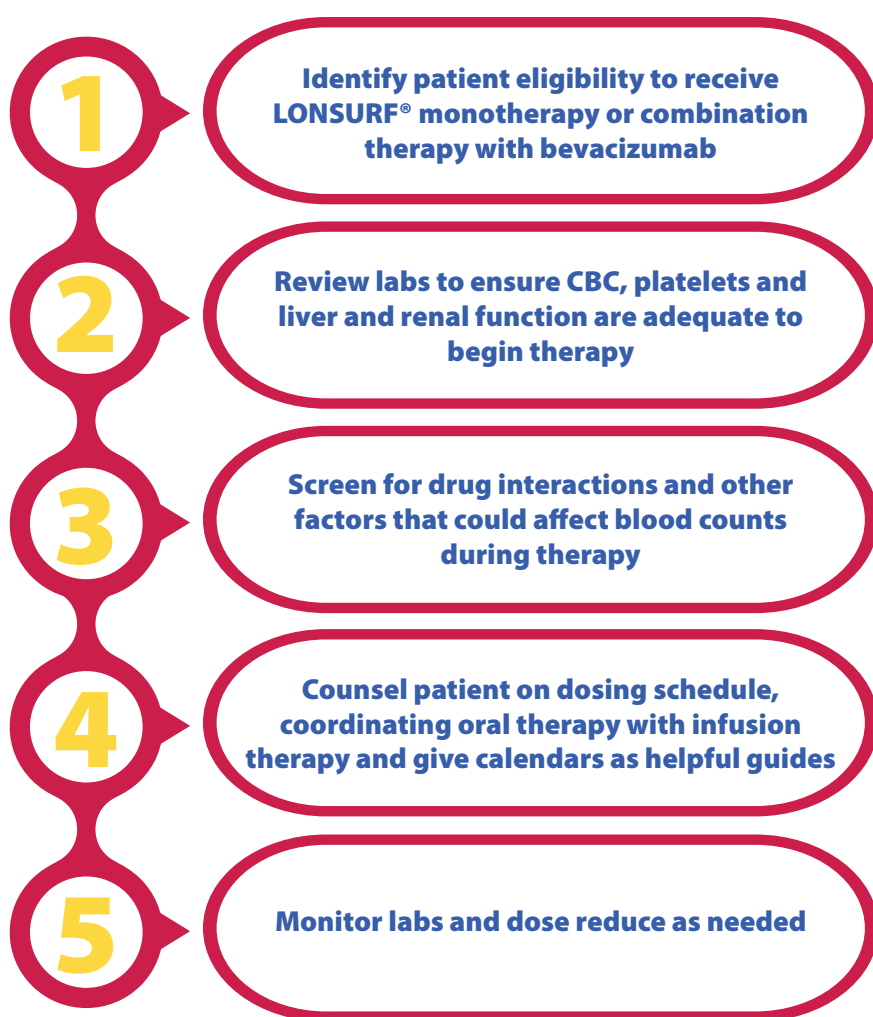 1
Identify patient eligibility to receive
LONSURF® monotherapy or combination
therapy with bevacizumab
2
Review labs to ensure CBC, platelets and
liver and renal function are adequate to
begin therapy
3
Screen for drug interactions and other
factors that could affect blood counts
during therapy
4
Counsel patient on dosing schedule,
coordinating oral therapy with infusion
therapy and give calendars as helpful guides
5
Monitor labs and dose reduce as needed